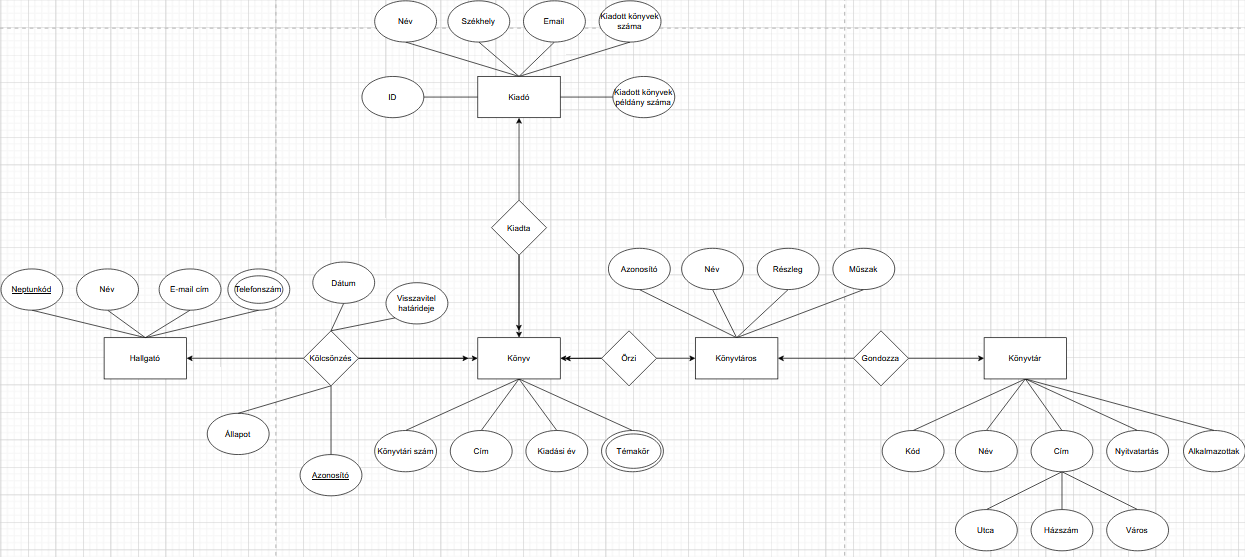 Név
Székhely
Email
Kiadott könyvek
száma
ID
Kiadó
Kiadott könyvek
példány száma
Kiadta
Neptunkód
Név
E-mail cím
Telefonszám
Dátum
Visszavitel
határideje
Azonosító
Név
Részleg
Műszak
Hallgató
Kölcsönzés
Könyv
Őrzi
Könyvtáros
Gondozza
Könyvtár
Állapot
Azonosító
Könyvtári szám
Cím
Kiadási év
Témakör
Kód
Név
Cím
Nyitvatartás
Alkalmazottak
Utca
Házszám
Város